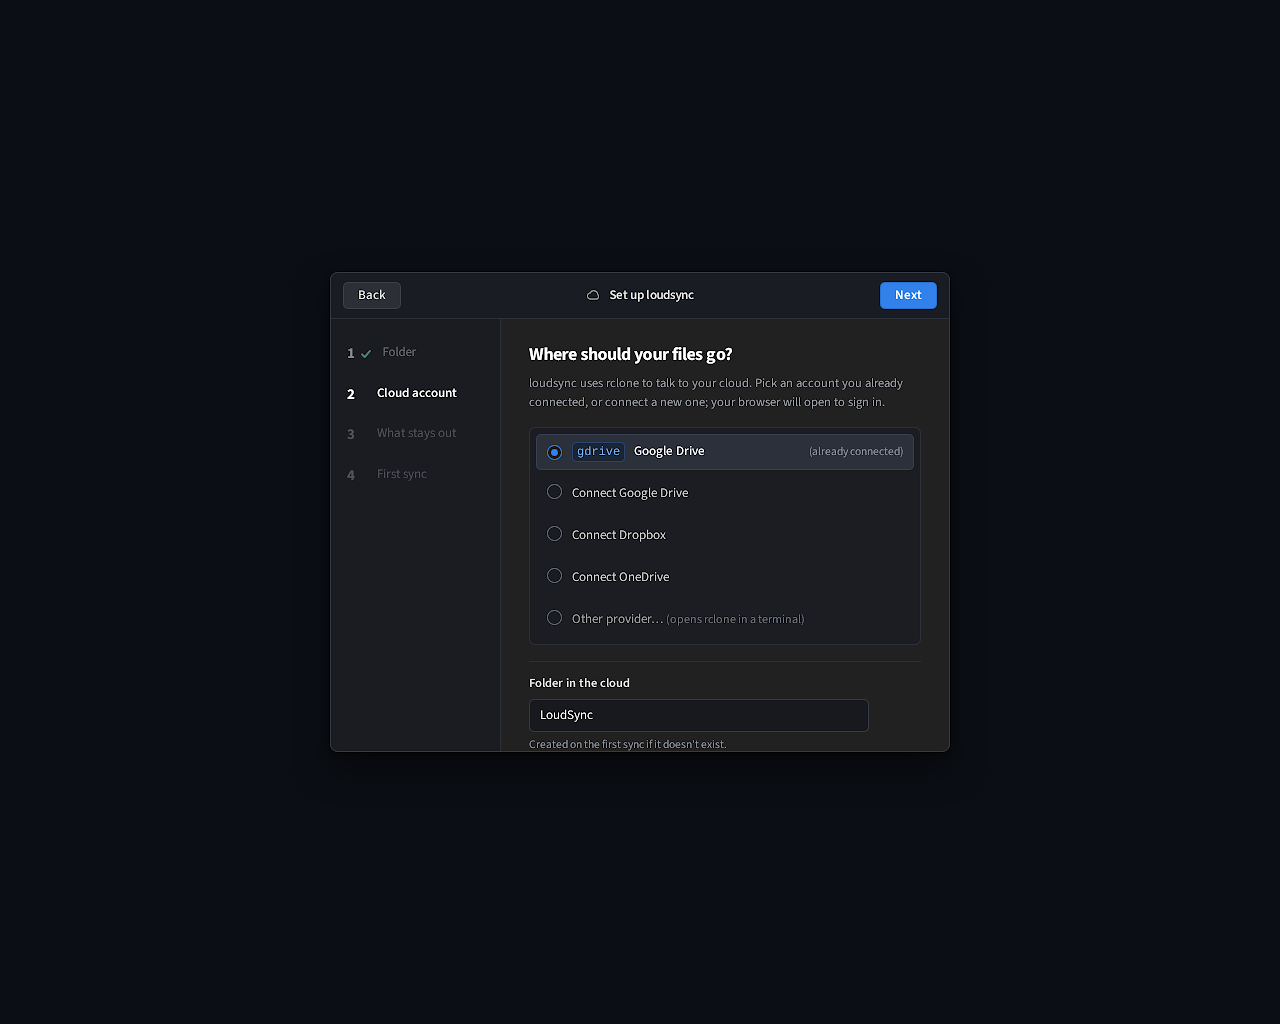 Back
Set up loudsync
Next
1 Folder
2 Cloud account
3 What stays out
4 First sync
Where should your files go?
loudsync uses rclone to talk to your cloud. Pick an account you already
connected, or connect a new one; your browser will open to sign in.
gdrive Google Drive (already connected)
Connect Google Drive
Connect Dropbox
Connect OneDrive
Other provider... (opens rclone in a terminal)
Folder in the cloud
LoudSync
Created on the first sync if it doesn't exist.